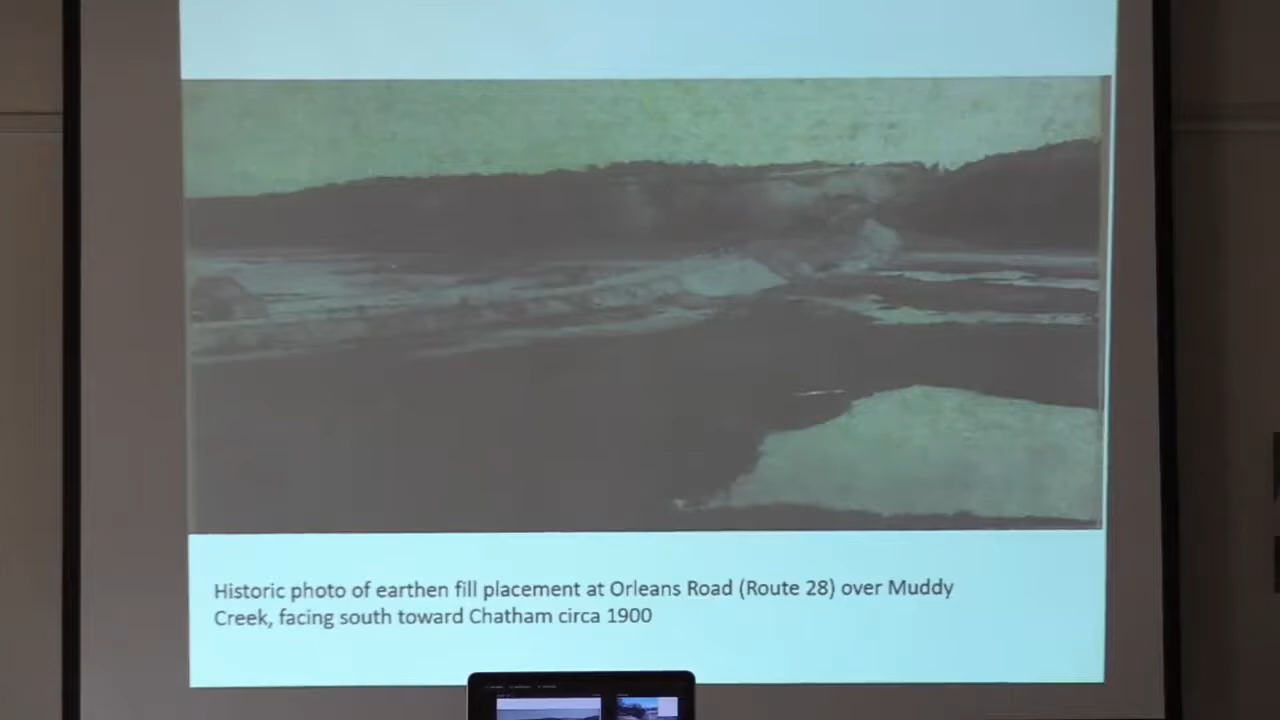 Historic photo of earthen fill placement at Orleans Road (Route 28) over Muddy
Creek, facing south toward Chatham circa 1900